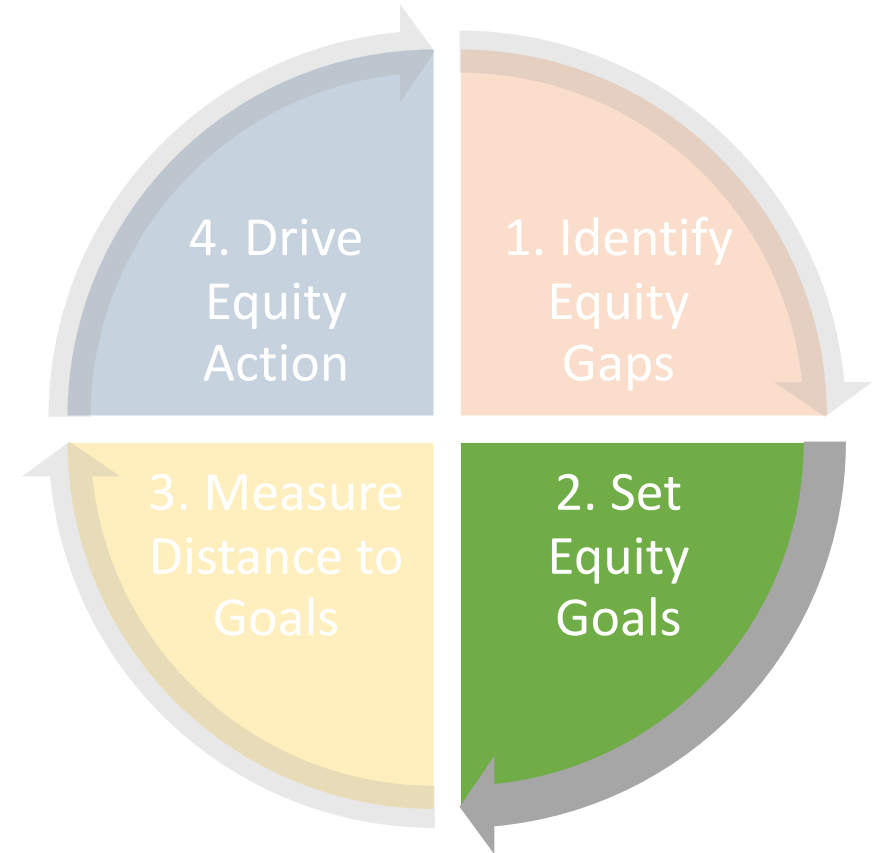 1. Identify
Equity
Gaps
2. Set
Equity
Goals
3. Measure
Distance to
Goals
4. Drive
Equity
Action